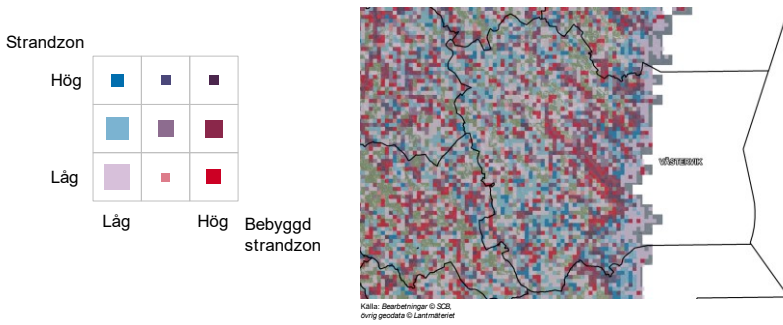 Strandzon
Hög
Låg
Låg
Hög
Bebyggd
strandzon
VÄSTERVIK
Källa: Bearbetningar © SCB,
övrig geodata © Lantmäteriet